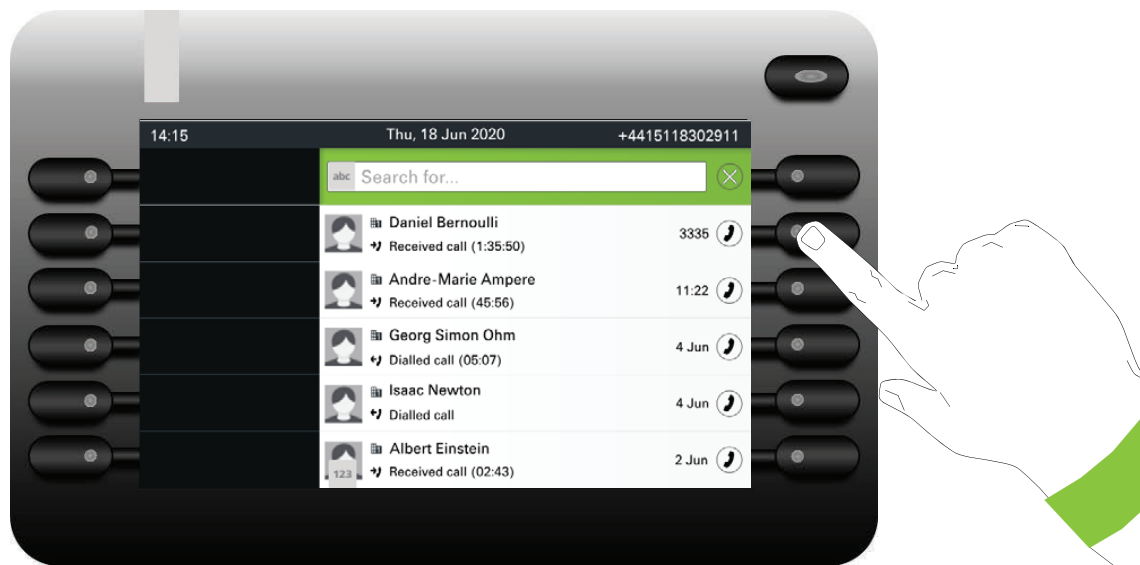 14:15 Thu, 18 Jun 2020 +4415118302911
abc Search for...
Daniel Bernoulli
Received call (1:35:50) 3335
Andre-Marie Ampere
Received call (45:56) 11:22
Georg Simon Ohm
Dialled call (05:07) 4 Jun
Isaac Newton
Dialled call 4 Jun
Albert Einstein
123 Received call (02:43) 2 Jun